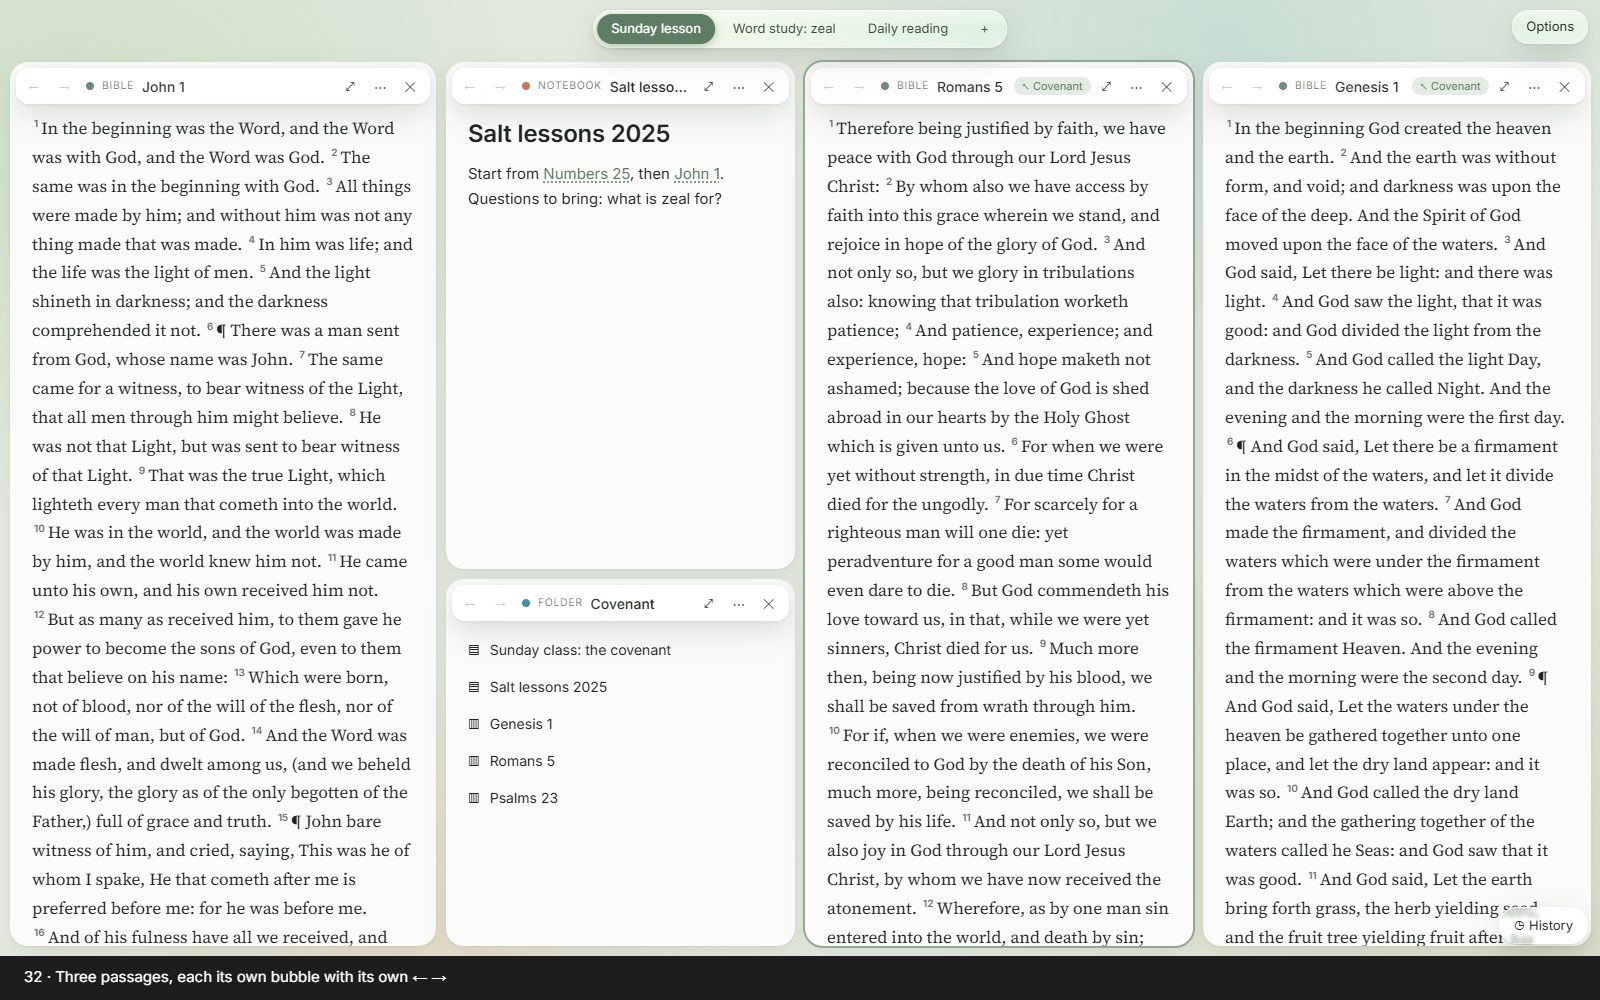 Sunday lesson Word study: zeal Daily reading +
Options
← → BIBLE John 1 ⤢ ... ×
1 In the beginning was the Word, and the Word
was with God, and the Word was God. 2 The
same was in the beginning with God. 3 All things
were made by him; and without him was not any
thing made that was made. 4 In him was life; and
the life was the light of men. 5 And the light
shineth in darkness; and the darkness
comprehended it not. 6 ¶ There was a man sent
from God, whose name was John. 7 The same
came for a witness, to bear witness of the Light,
that all men through him might believe. 8 He
was not that Light, but was sent to bear witness
of that Light. 9 That was the true Light, which
lighteth every man that cometh into the world.
10 He was in the world, and the world was made
by him, and the world knew him not. 11 He came
unto his own, and his own received him not.
12 But as many as received him, to them gave he
power to become the sons of God, even to them
that believe on his name: 13 Which were born,
not of blood, nor of the will of the flesh, nor of
the will of man, but of God. 14 And the Word was
made flesh, and dwelt among us, (and we beheld
his glory, the glory as of the only begotten of the
Father,) full of grace and truth. 15 ¶ John bare
witness of him, and cried, saying, This was he of
whom I spake, He that cometh after me is
preferred before me: for he was before me.
16 And of his fulness have all we received, and
← → NOTEBOOK Salt lesso... ⤢ ... ×
Salt lessons 2025
Start from Numbers 25, then John 1.
Questions to bring: what is zeal for?
← → FOLDER Covenant ⤢ ... ×
Sunday class: the covenant
Salt lessons 2025
Genesis 1
Romans 5
Psalms 23
← → BIBLE Romans 5 ↖ Covenant ⤢ ... ×
1 Therefore being justified by faith, we have
peace with God through our Lord Jesus
Christ: 2 By whom also we have access by
faith into this grace wherein we stand, and
rejoice in hope of the glory of God. 3 And
not only so, but we glory in tribulations
also: knowing that tribulation worketh
patience; 4 And patience, experience; and
experience, hope: 5 And hope maketh not
ashamed; because the love of God is shed
abroad in our hearts by the Holy Ghost
which is given unto us. 6 For when we were
yet without strength, in due time Christ
died for the ungodly. 7 For scarcely for a
righteous man will one die: yet
peradventure for a good man some would
even dare to die. 8 But God commendeth his
love toward us, in that, while we were yet
sinners, Christ died for us. 9 Much more
then, being now justified by his blood, we
shall be saved from wrath through him.
10 For if, when we were enemies, we were
reconciled to God by the death of his Son,
much more, being reconciled, we shall be
saved by his life. 11 And not only so, but we
also joy in God through our Lord Jesus
Christ, by whom we have now received the
atonement. 12 Wherefore, as by one man sin
entered into the world, and death by sin;
← → BIBLE Genesis 1 ↖ Covenant ⤢ ... ×
1 In the beginning God created the heaven
and the earth. 2 And the earth was without
form, and void; and darkness was upon the
face of the deep. And the Spirit of God
moved upon the face of the waters. 3 And
God said, Let there be light: and there was
light. 4 And God saw the light, that it was
good: and God divided the light from the
darkness. 5 And God called the light Day,
and the darkness he called Night. And the
evening and the morning were the first day.
6 ¶ And God said, Let there be a firmament
in the midst of the waters, and let it divide
the waters from the waters. 7 And God
made the firmament, and divided the
waters which were under the firmament
from the waters which were above the
firmament: and it was so. 8 And God called
the firmament Heaven. And the evening
and the morning were the second day. 9 ¶
And God said, Let the waters under the
heaven be gathered together unto one
place, and let the dry land appear: and it
was so. 10 And God called the dry land
Earth; and the gathering together of the
waters called he Seas: and God saw that it
was good. 11 And God said, Let the earth
bring forth grass, the herb yielding
and the fruit tree yielding fruit after
History
32 · Three passages, each its own bubble with its own ← →